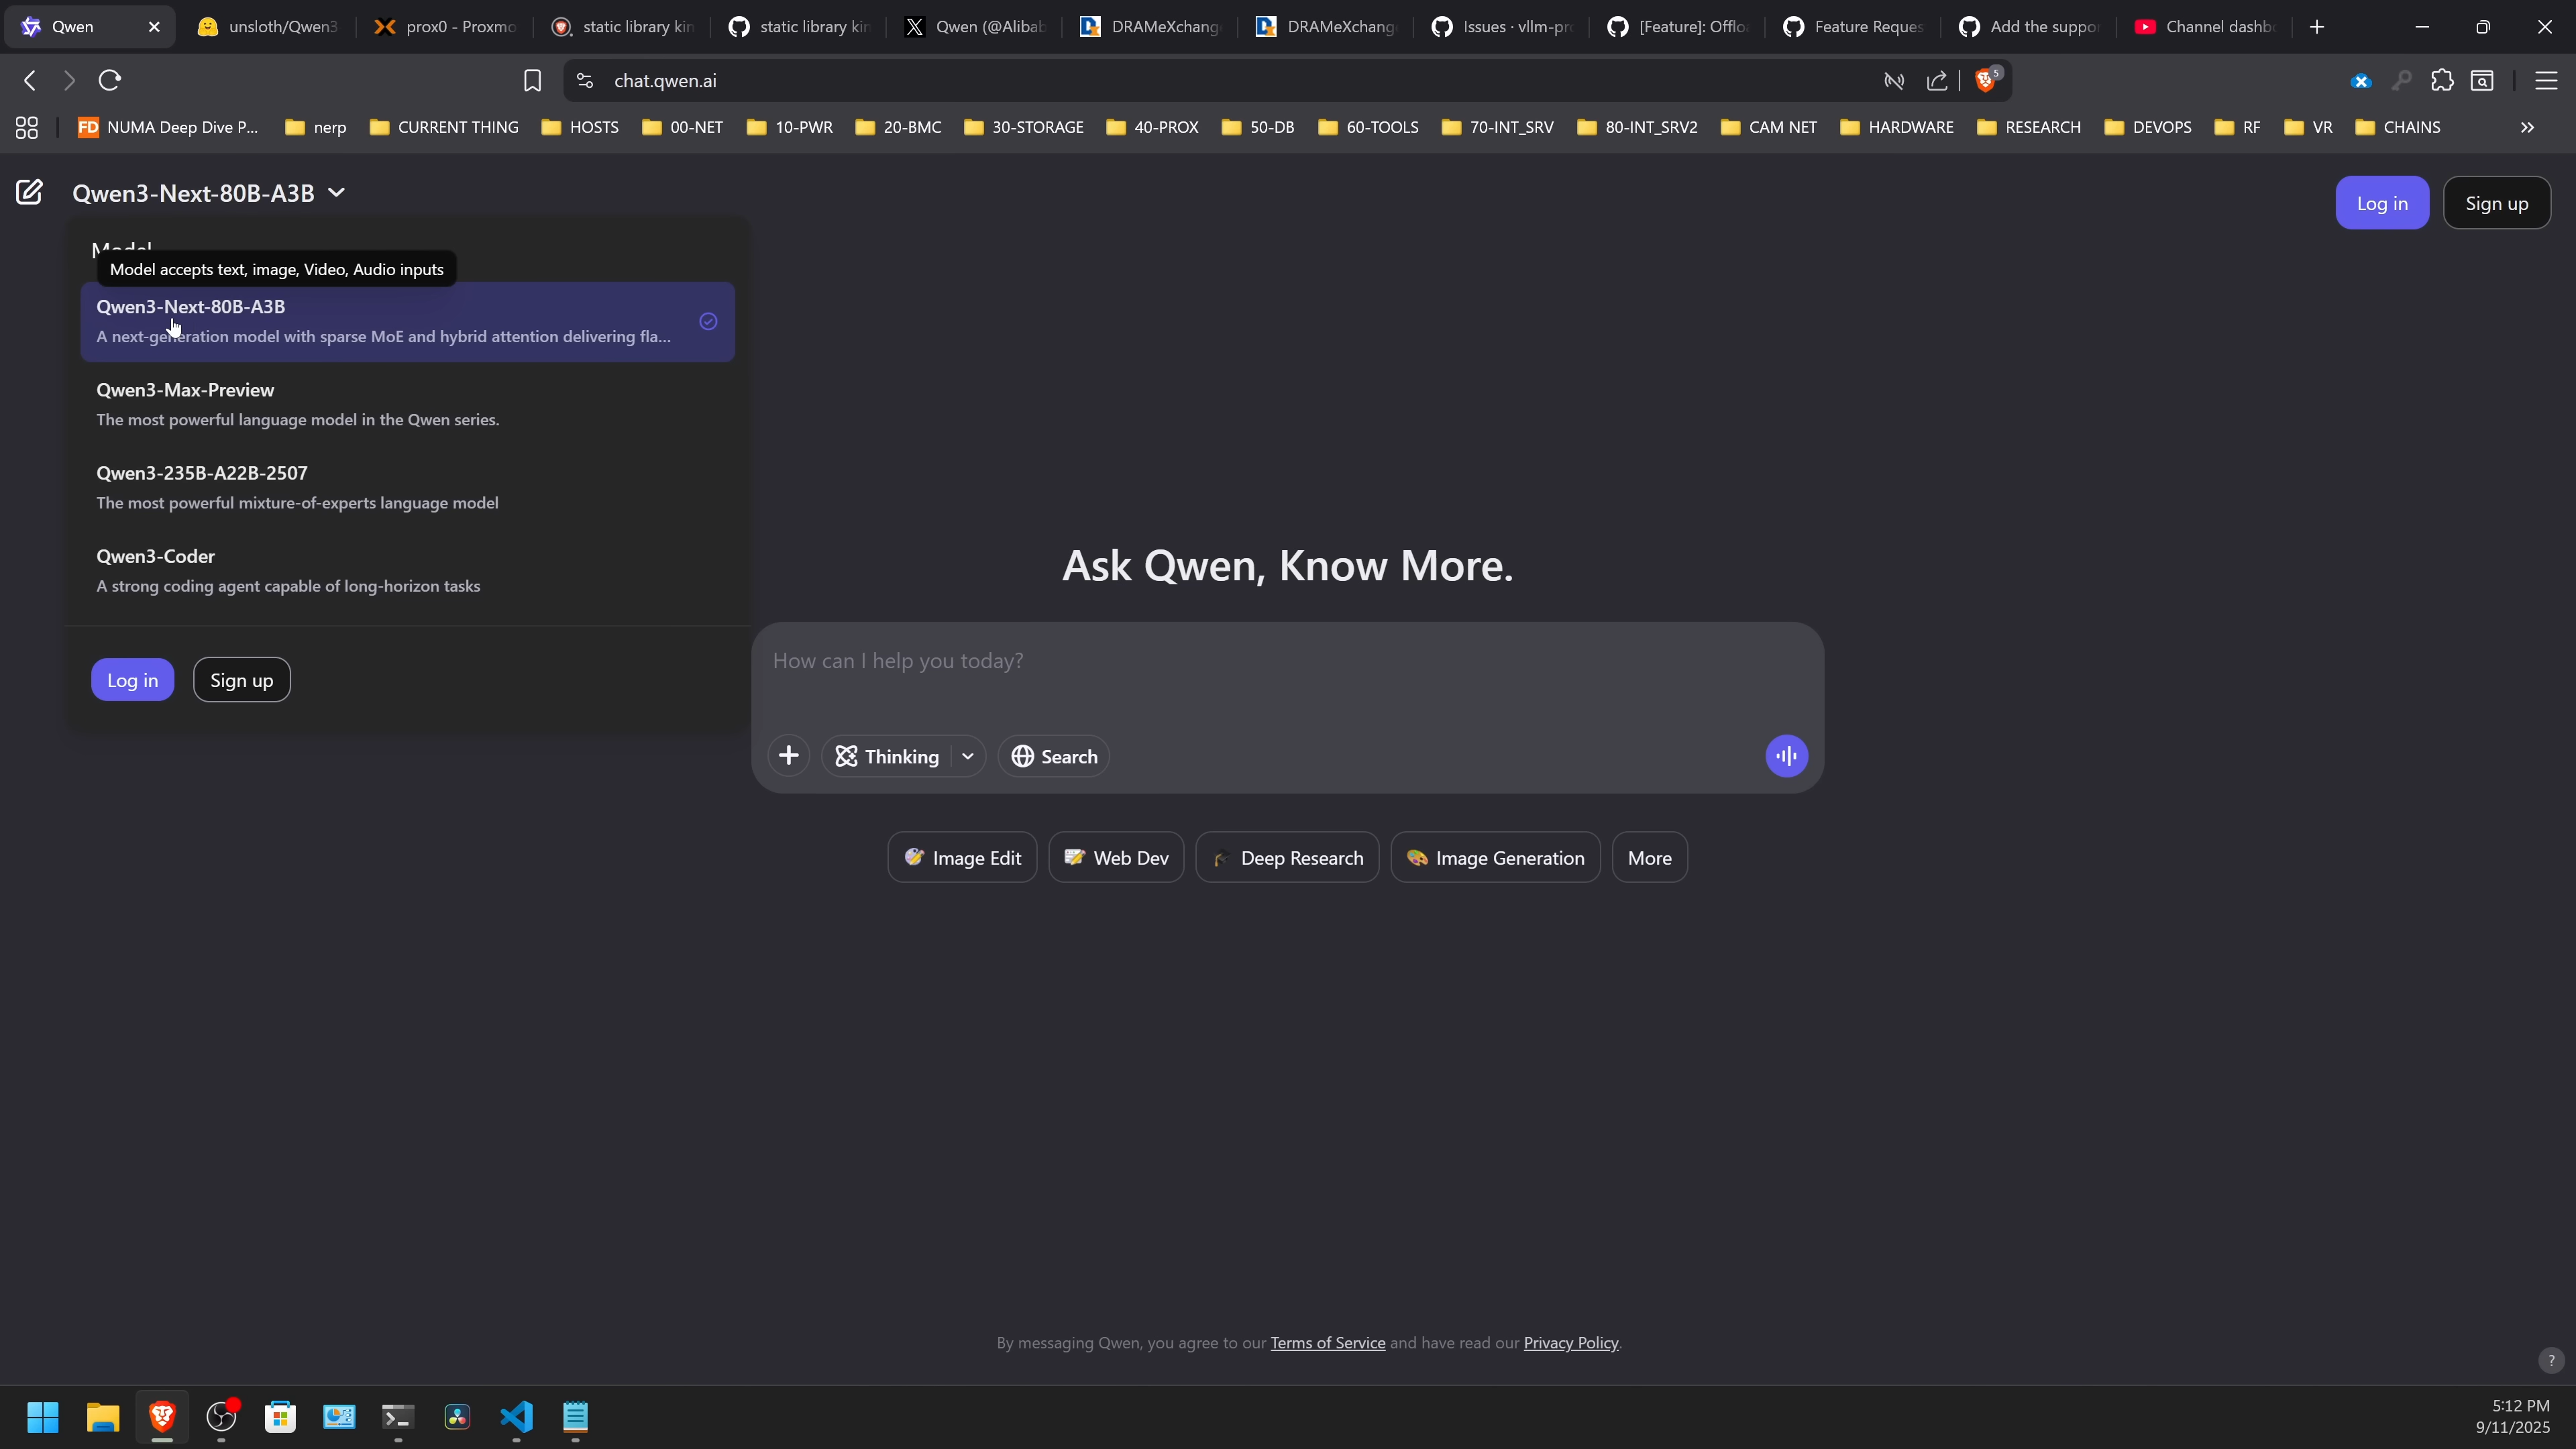 Qwen
unsloth/Qwen3
prox0 - Proxmo
static library kin
static library kin
Qwen (@Alibab
DRAMeXchang
DRAMeXchang
Issues · vllm-pro
[Feature]: Offloa
Feature Reques
Add the suppor
Channel dashbo
chat.qwen.ai
5
FD NUMA Deep Dive P...
nerp
CURRENT THING
HOSTS
00-NET
10-PWR
20-BMC
30-STORAGE
40-PROX
50-DB
60-TOOLS
70-INT_SRV
80-INT_SRV2
CAM NET
HARDWARE
RESEARCH
DEVOPS
RF
VR
CHAINS
Qwen3-Next-80B-A3B
Log in
Sign up
Model
Model accepts text, image, Video, Audio inputs
Qwen3-Next-80B-A3B
A next-generation model with sparse MoE and hybrid attention delivering fla...
Qwen3-Max-Preview
The most powerful language model in the Qwen series.
Qwen3-235B-A22B-2507
The most powerful mixture-of-experts language model
Qwen3-Coder
A strong coding agent capable of long-horizon tasks
Log in
Sign up
Ask Qwen, Know More.
How can I help you today?
Thinking
Search
Image Edit
Web Dev
Deep Research
Image Generation
More
By messaging Qwen, you agree to our Terms of Service and have read our Privacy Policy.
?
5:12 PM
9/11/2025